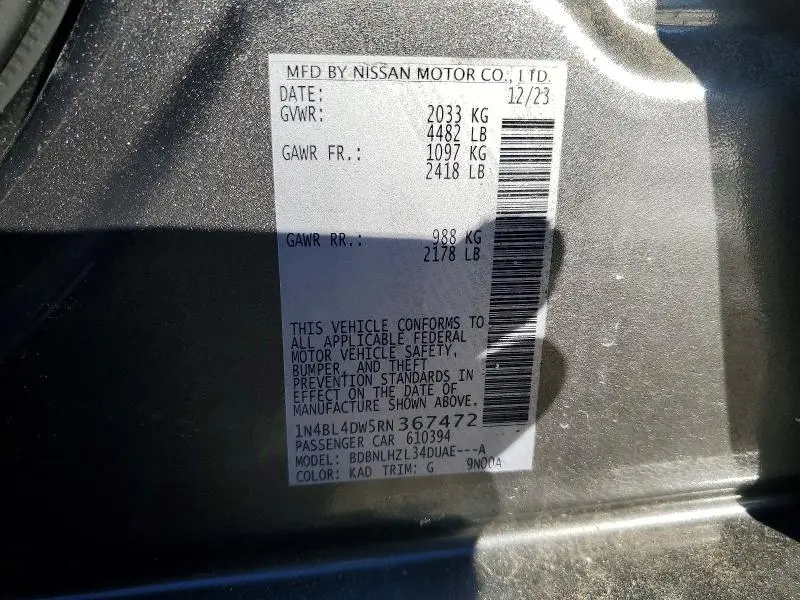 MFD BY NISSAN MOTOR CO., LTD.
DATE: 12/23
GVWR: 2033 KG
4482 LB
GAWR FR.: 1097 KG
2418 LB
GAWR RR.: 988 KG
2178 LB
THIS VEHICLE CONFORMS TO
ALL APPLICABLE FEDERAL
MOTOR VEHICLE SAFETY,
BUMPER, AND THEFT
PREVENTION STANDARDS IN
EFFECT ON THE DATE OF
MANUFACTURE SHOWN ABOVE.
1N4BL4DW5RN367472
PASSENGER CAR 610394
MODEL: BDBNLHZL34DUAE---A
COLOR: KAD TRIM: G 9N00A